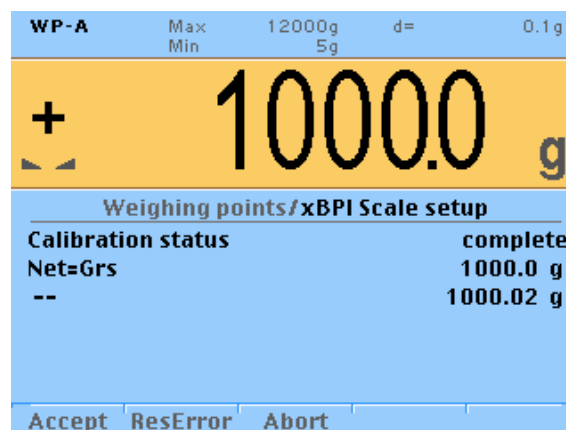 WP-A Max 12000g d= 0.1g
Min 5g
+ 1000.0 g
Weighing points/xBPI Scale setup
Calibration status complete
Net=Grs 1000.0 g
-- 1000.02 g
Accept ResError Abort